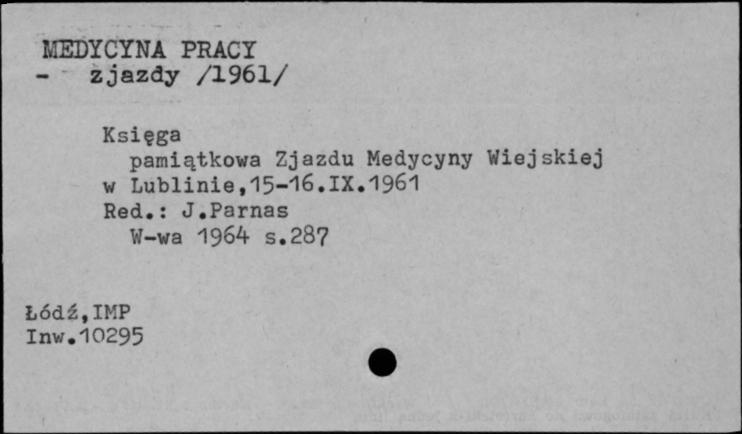 MEDYCYNA PRACY
- zjazdy /1961/
Księga
pamiątkowa Zjazdu Medycyny Wiejskiej
w Lublinie,15-16.IX.1961
Red.: J.Parnas
W-wa 1964 s.287
Łódź,IMP
Inw.10295